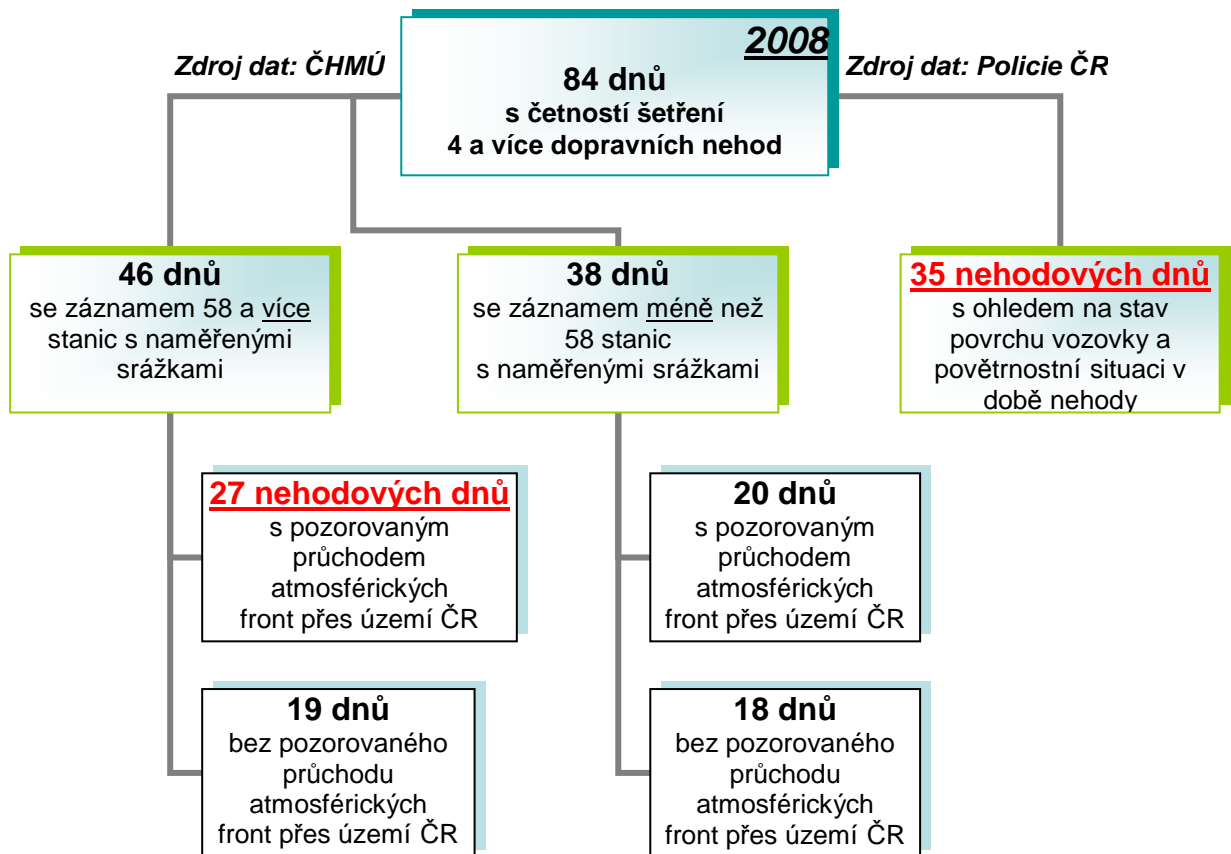 2008
Zdroj dat: ČHMÚ
Zdroj dat: Policie ČR
84 dnů
s četností šetření
4 a více dopravních nehod
46 dnů
se záznamem 58 a více
stanic s naměřenými
srážkami
38 dnů
se záznamem méně než
58 stanic
s naměřenými srážkami
35 nehodových dnů
s ohledem na stav
povrchu vozovky a
povětrnostní situaci v
době nehody
27 nehodových dnů
s pozorovaným
průchodem
atmosférických
front přes území ČR
20 dnů
s pozorovaným
průchodem
atmosférických
front přes území ČR
19 dnů
bez pozorovaného
průchodu
atmosférických
front přes území ČR
18 dnů
bez pozorovaného
průchodu
atmosférických
front přes území ČR